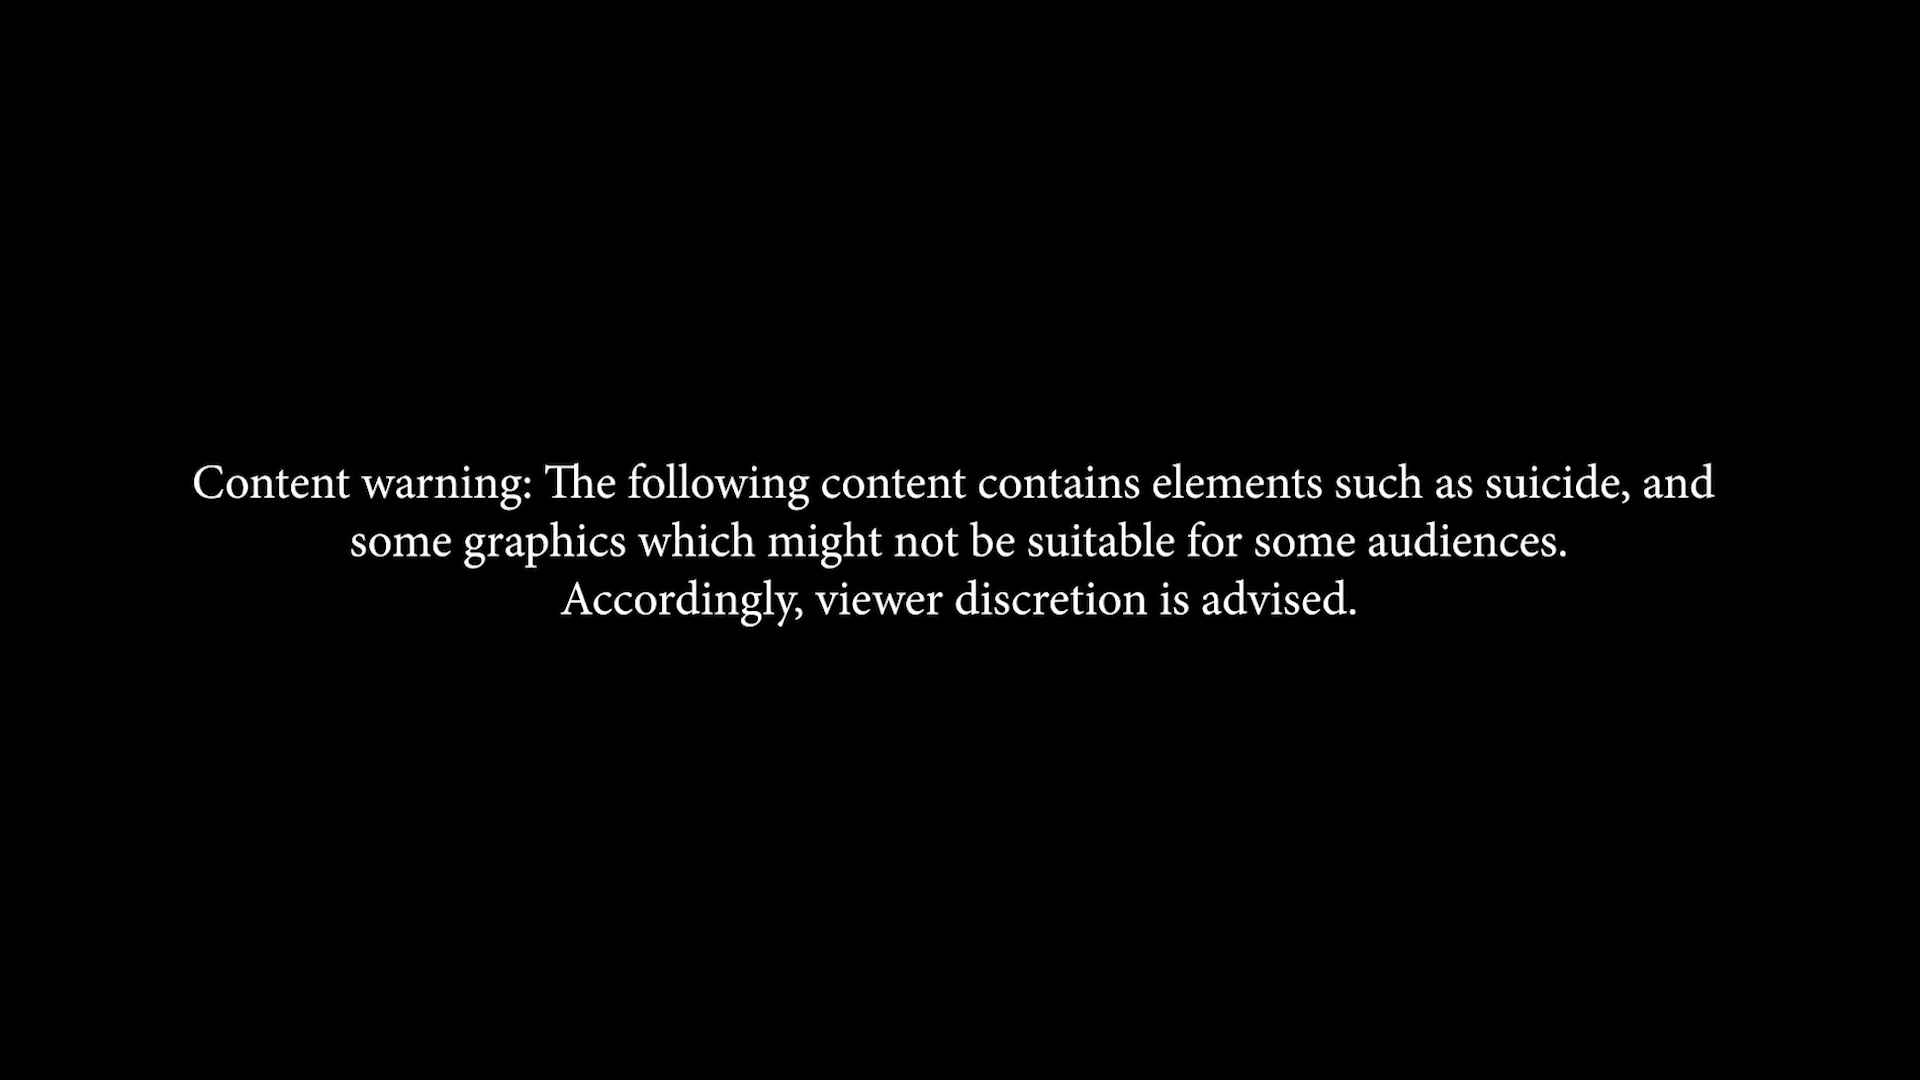 Content warning: The following content contains elements such as suicide, and
some graphics which might not be suitable for some audiences.
Accordingly, viewer discretion is advised.